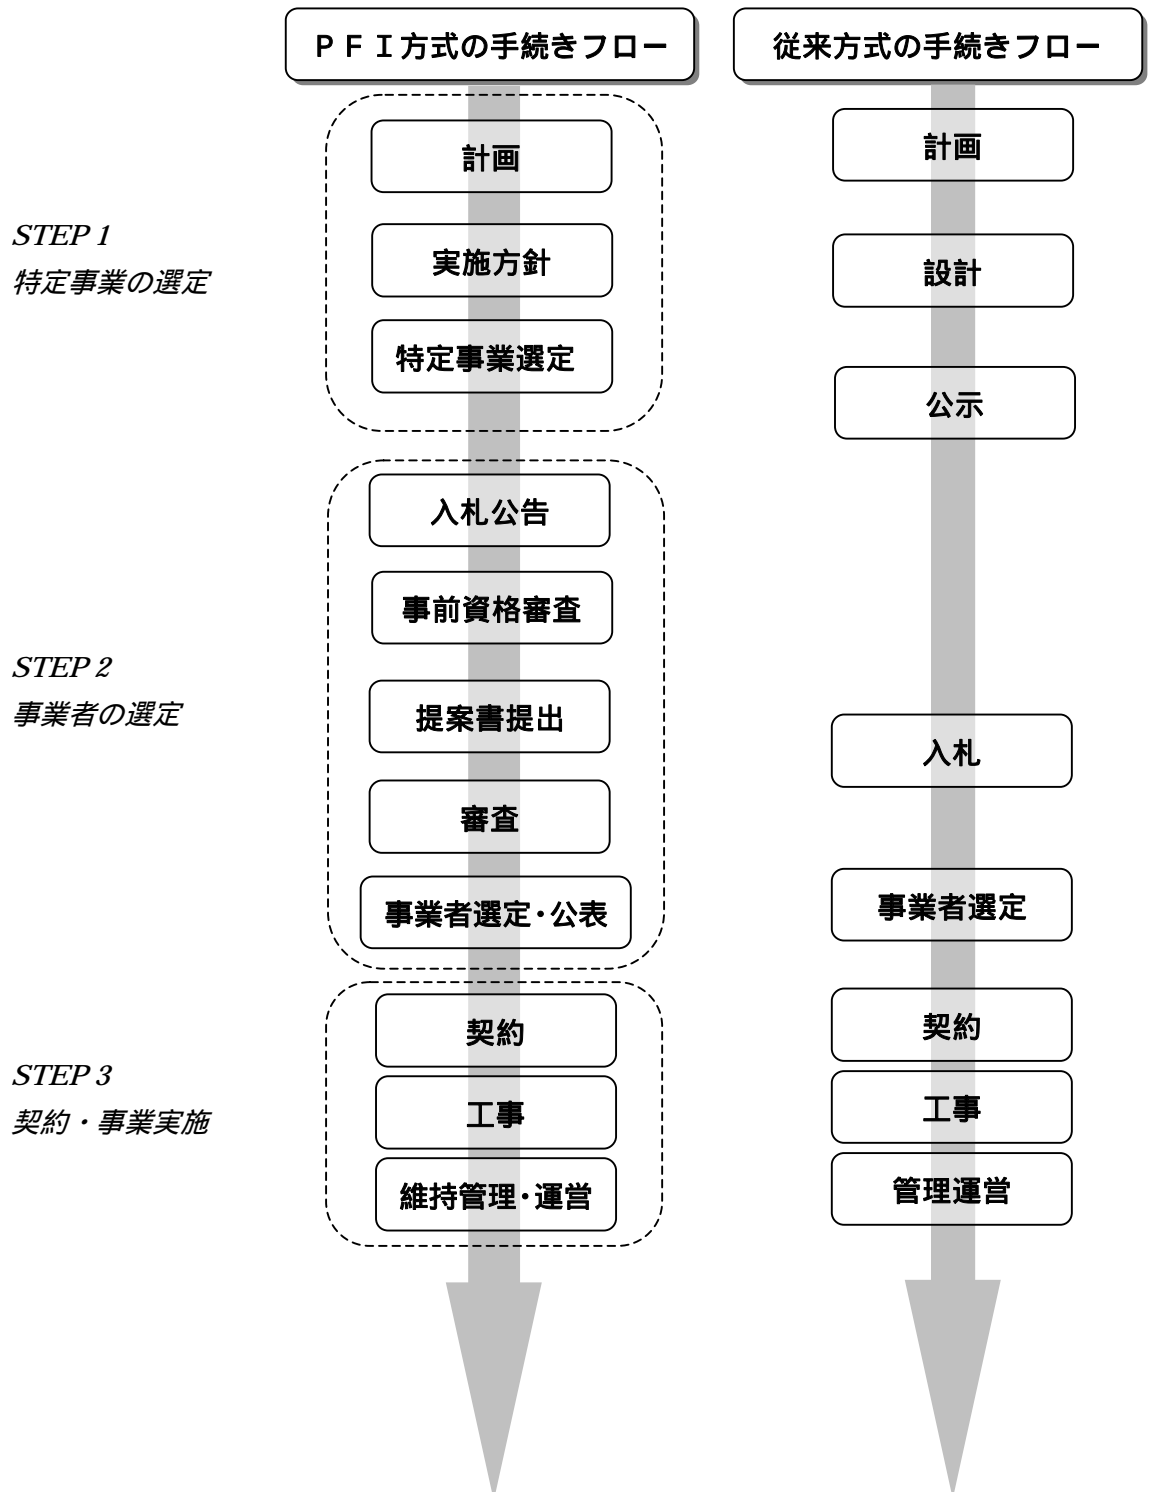 ＰＦＩ方式の手続きフロー
従来方式の手続きフロー
STEP 1
特定事業の選定
計画
実施方針
特定事業選定
STEP 2
事業者の選定
入札公告
事前資格審査
提案書提出
審査
事業者選定・公表
STEP 3
契約・事業実施
契約
工事
維持管理・運営
計画
設計
公示
入札
事業者選定
契約
工事
管理運営